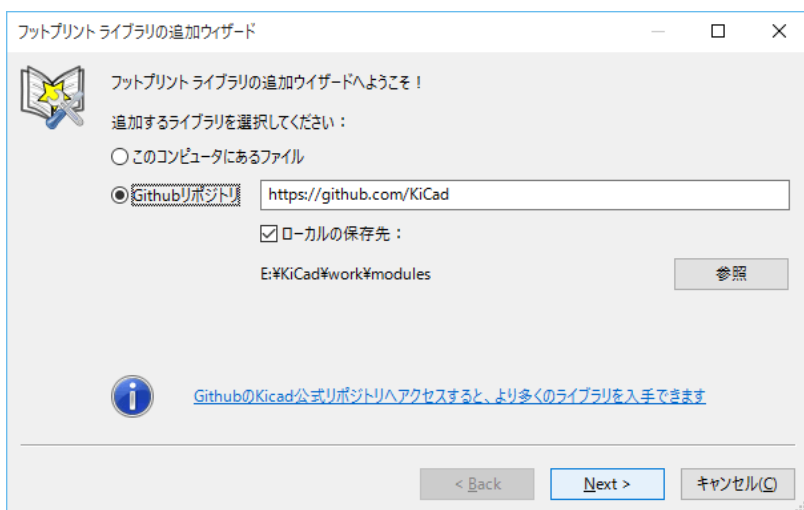 フットプリント ライブラリの追加ウィザード
フットプリント ライブラリの追加ウイザードへようこそ！
追加するライブラリを選択してください：
このコンピュータにあるファイル
Githubリポジトリ https://github.com/KiCad
ローカルの保存先：
E:¥KiCad¥work¥modules 参照
GithubのKicad公式リポジトリへアクセスすると、より多くのライブラリを入手できます
< Back Next > キャンセル(C)